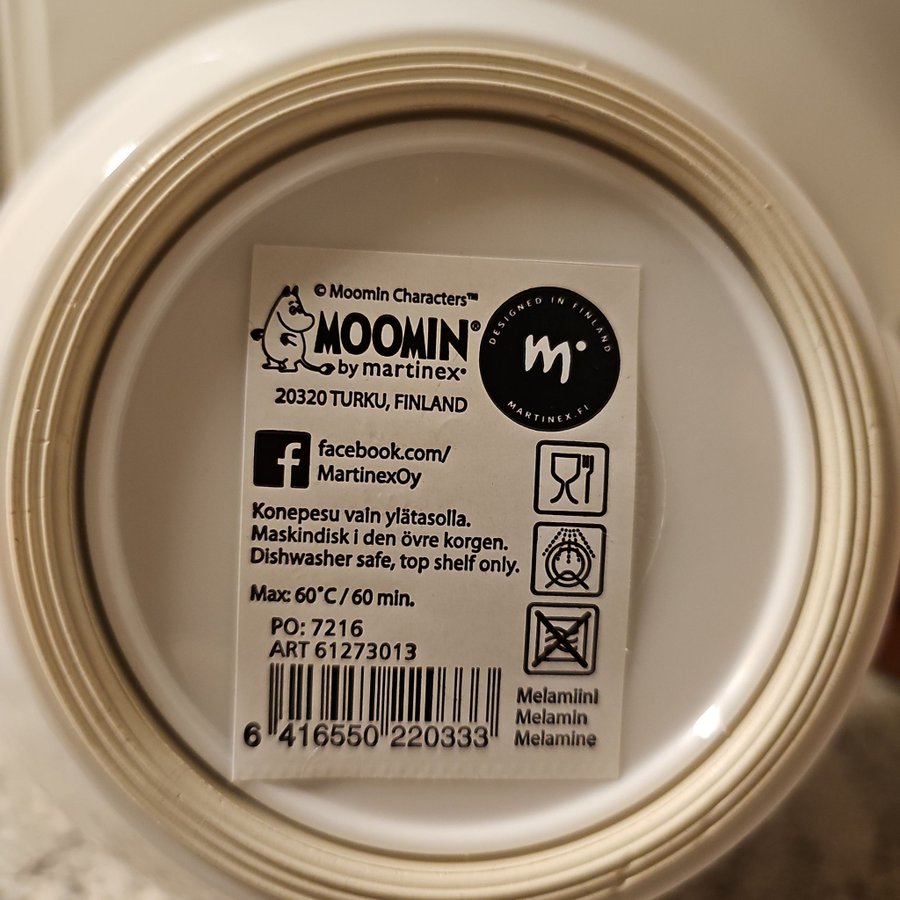 © Moomin Characters™
MOOMIN®
by martinex•
20320 TURKU, FINLAND
DESIGNED IN FINLAND
m•
MARTINEX.FI
f facebook.com/
MartinexOy
Konepesu vain ylätasolla.
Maskindisk i den övre korgen.
Dishwasher safe, top shelf only.
Max: 60°C / 60 min.
PO: 7216
ART 61273013
6 416550 220333
Melamiini
Melamin
Melamine